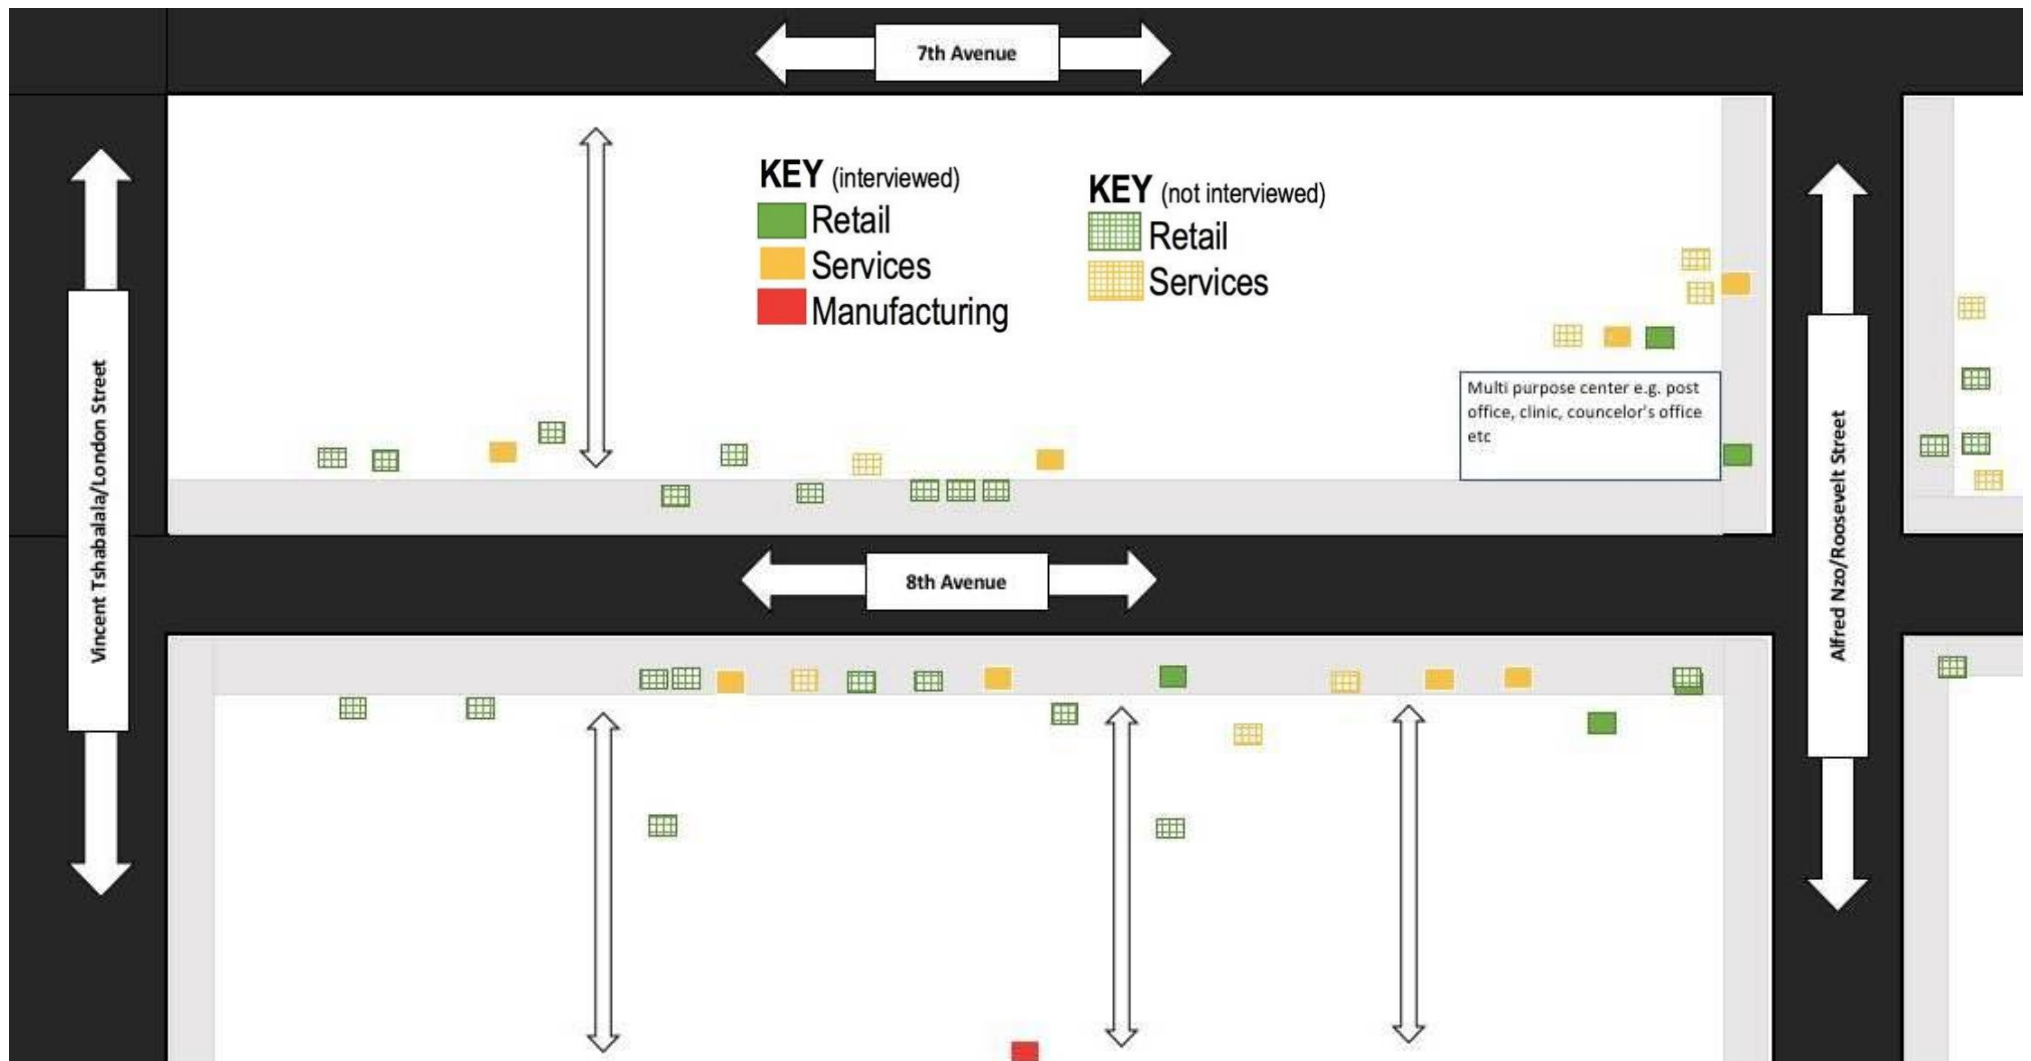 7th Avenue
KEY (interviewed)
Retail
Services
Manufacturing
KEY (not interviewed)
Retail
Services
Multi purpose center e.g. post
office, clinic, councelor's office
etc
Vincent Tshabalala/London Street
Alfred Nzo/Roosevelt Street
8th Avenue